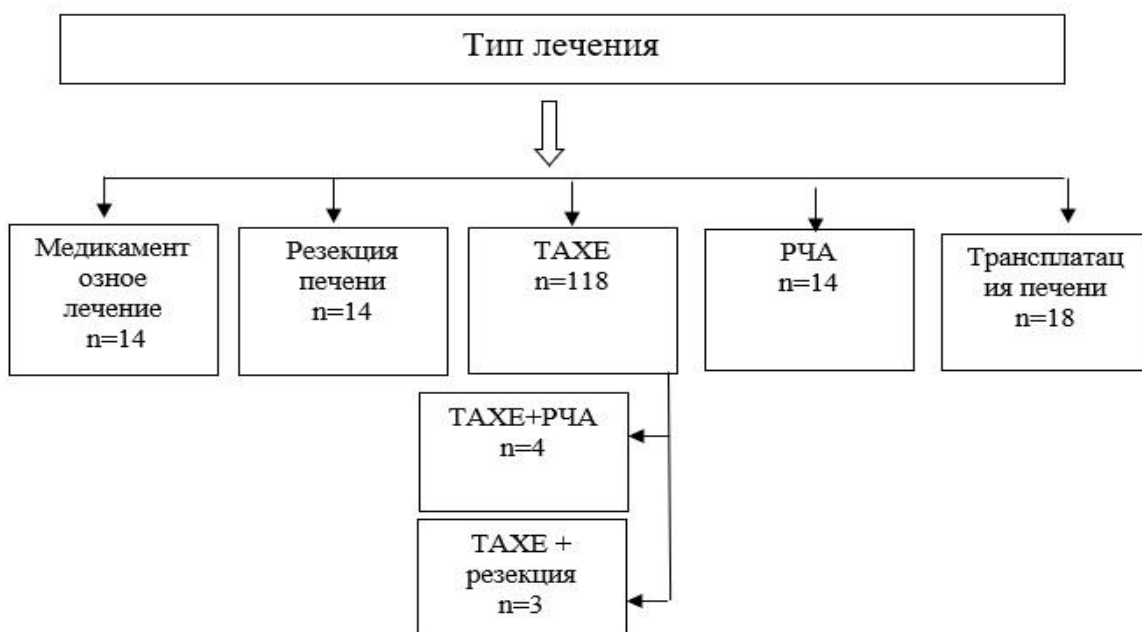 Тип лечения
Медикамент
озное
лечение
n=14
Резекция
печени
n=14
ТАХЕ
n=118
РЧА
n=14
Трансплатац
ия печени
n=18
ТАХЕ+РЧА
n=4
ТАХЕ +
резекция
n=3